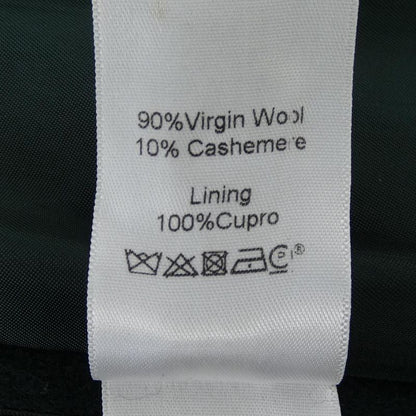 90%Virgin Wool
10% Cashemere
Lining
100%Cupro
P ®